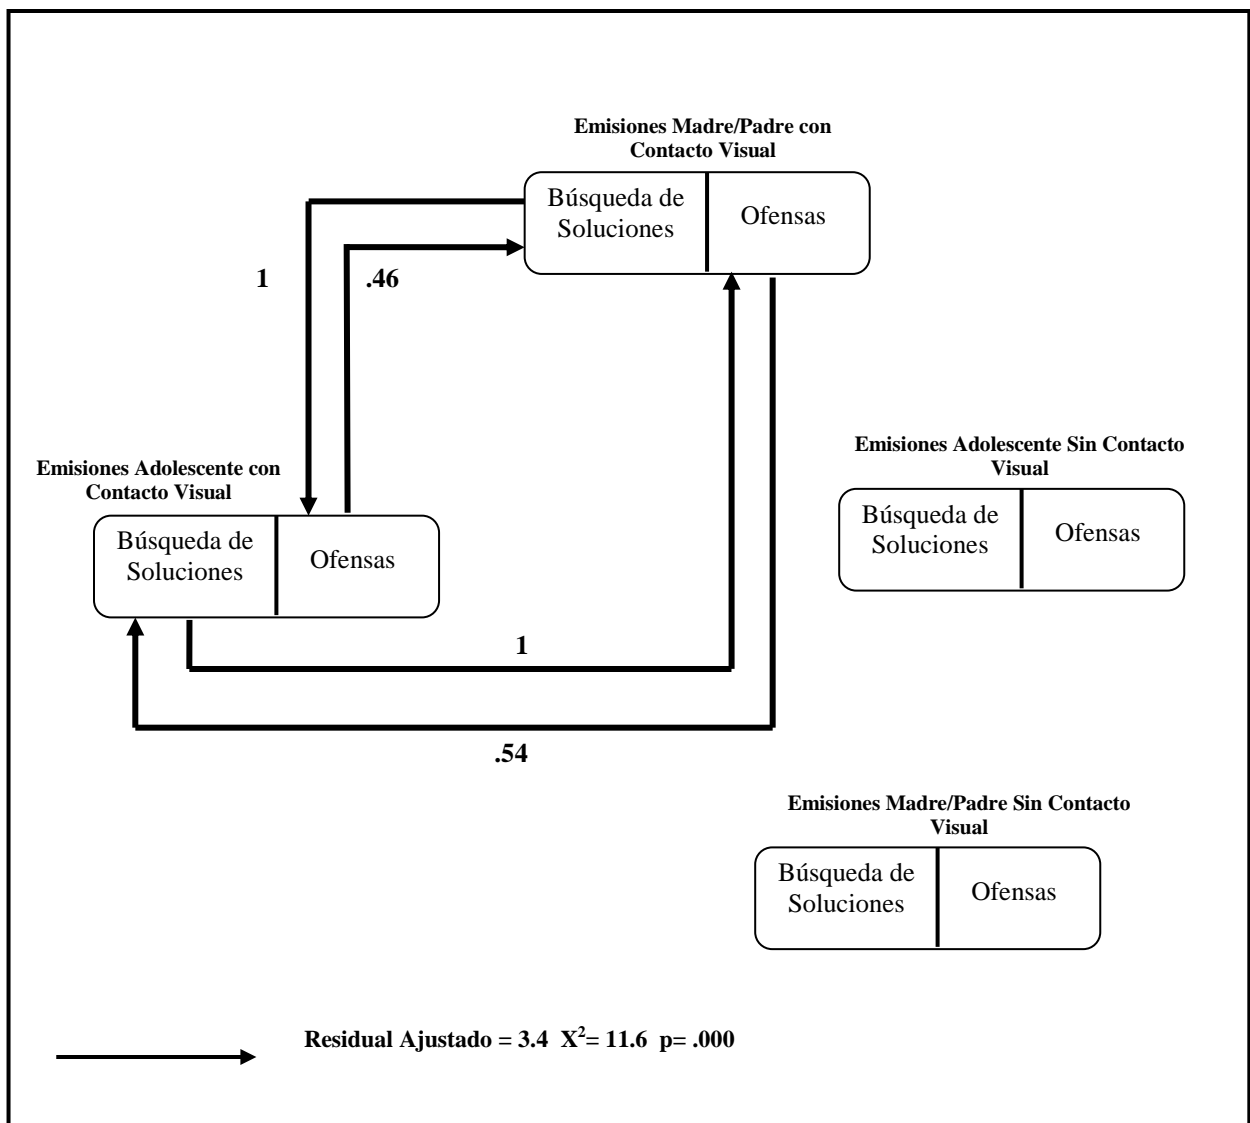 Emisiones Madre/Padre con
Contacto Visual
Búsqueda de
Soluciones
Ofensas
1
.46
Emisiones Adolescente Sin Contacto
Visual
Emisiones Adolescente con
Contacto Visual
Búsqueda de
Soluciones
Ofensas
Búsqueda de
Soluciones
Ofensas
1
.54
Emisiones Madre/Padre Sin Contacto
Visual
Búsqueda de
Soluciones
Ofensas
Residual Ajustado = 3.4 X²= 11.6 p= .000